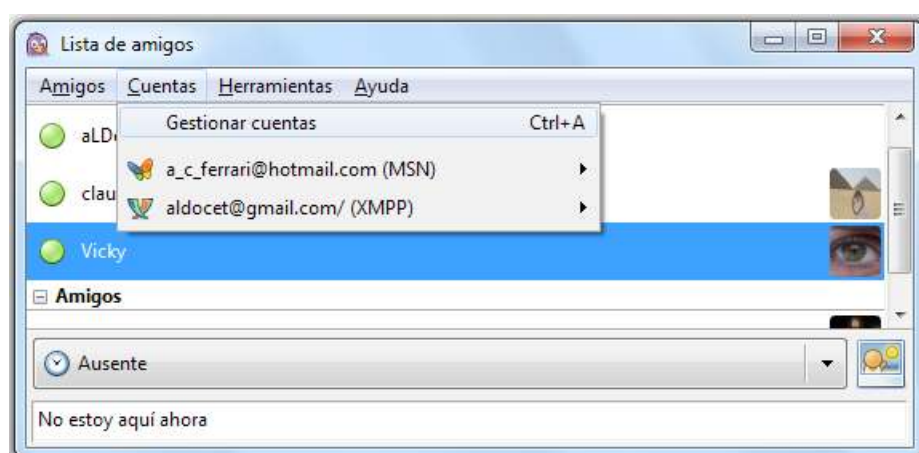 Lista de amigos
Amigos Cuentas Herramientas Ayuda
Gestionar cuentas Ctrl+A
a_c_ferrari@hotmail.com (MSN)
aldocet@gmail.com/ (XMPP)
Vicky
Amigos
Ausente
No estoy aquí ahora